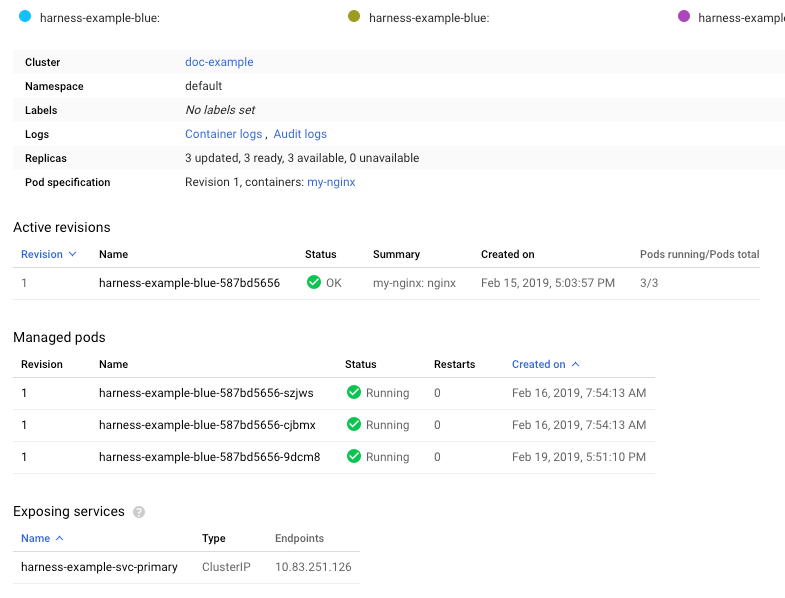 harness-example-blue: harness-example-blue: harness-exampl
Cluster doc-example
Namespace default
Labels No labels set
Logs Container logs , Audit logs
Replicas 3 updated, 3 ready, 3 available, 0 unavailable
Pod specification Revision 1, containers: my-nginx
Active revisions
Revision Name Status Summary Created on Pods running/Pods total
1 harness-example-blue-587bd5656 OK my-nginx: nginx Feb 15, 2019, 5:03:57 PM 3/3
Managed pods
Revision Name Status Restarts Created on
1 harness-example-blue-587bd5656-szjws Running 0 Feb 16, 2019, 7:54:13 AM
1 harness-example-blue-587bd5656-cjbmx Running 0 Feb 16, 2019, 7:54:13 AM
1 harness-example-blue-587bd5656-9dcm8 Running 0 Feb 19, 2019, 5:51:10 PM
Exposing services ?
Name Type Endpoints
harness-example-svc-primary ClusterIP 10.83.251.126